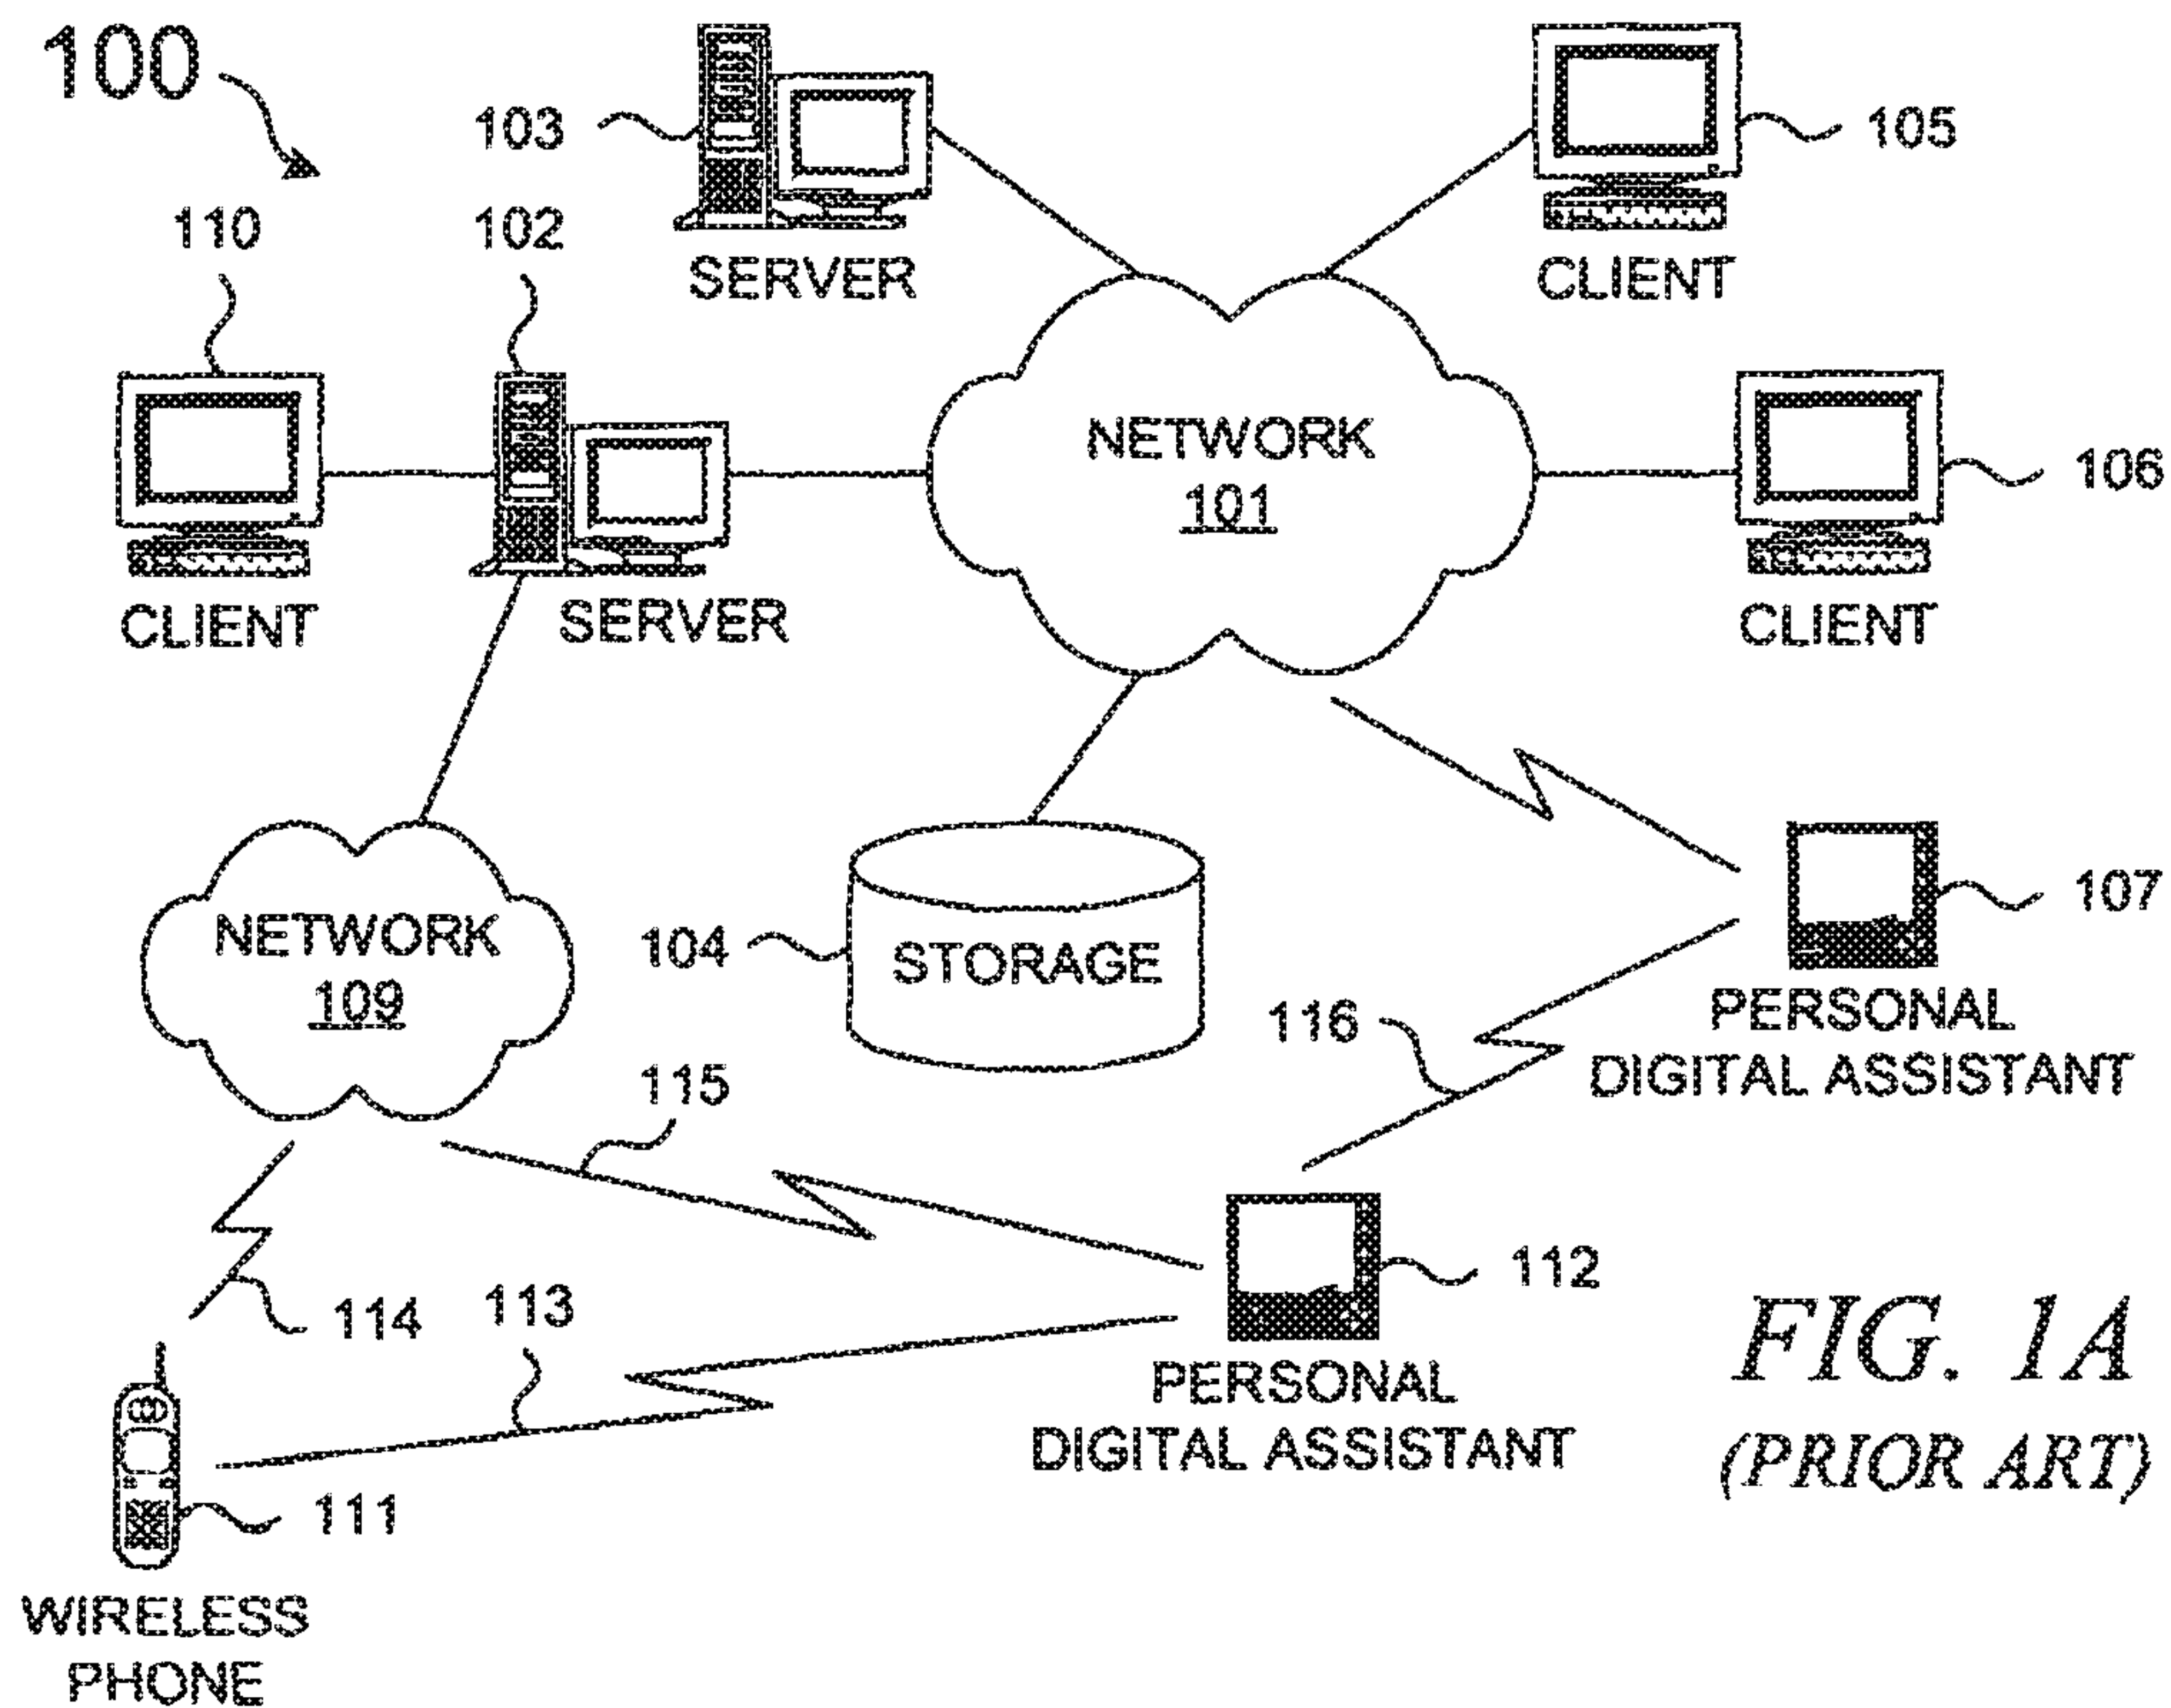 100
103
105
110
102
SERVER
CLIENT
NETWORK
101
106
CLIENT
SERVER
CLIENT
NETWORK
109
104
STORAGE
107
116
PERSONAL
DIGITAL ASSISTANT
115
114
113
112
PERSONAL
DIGITAL ASSISTANT
111
WIRELESS
PHONE
FIG. 1A
(PRIOR ART)